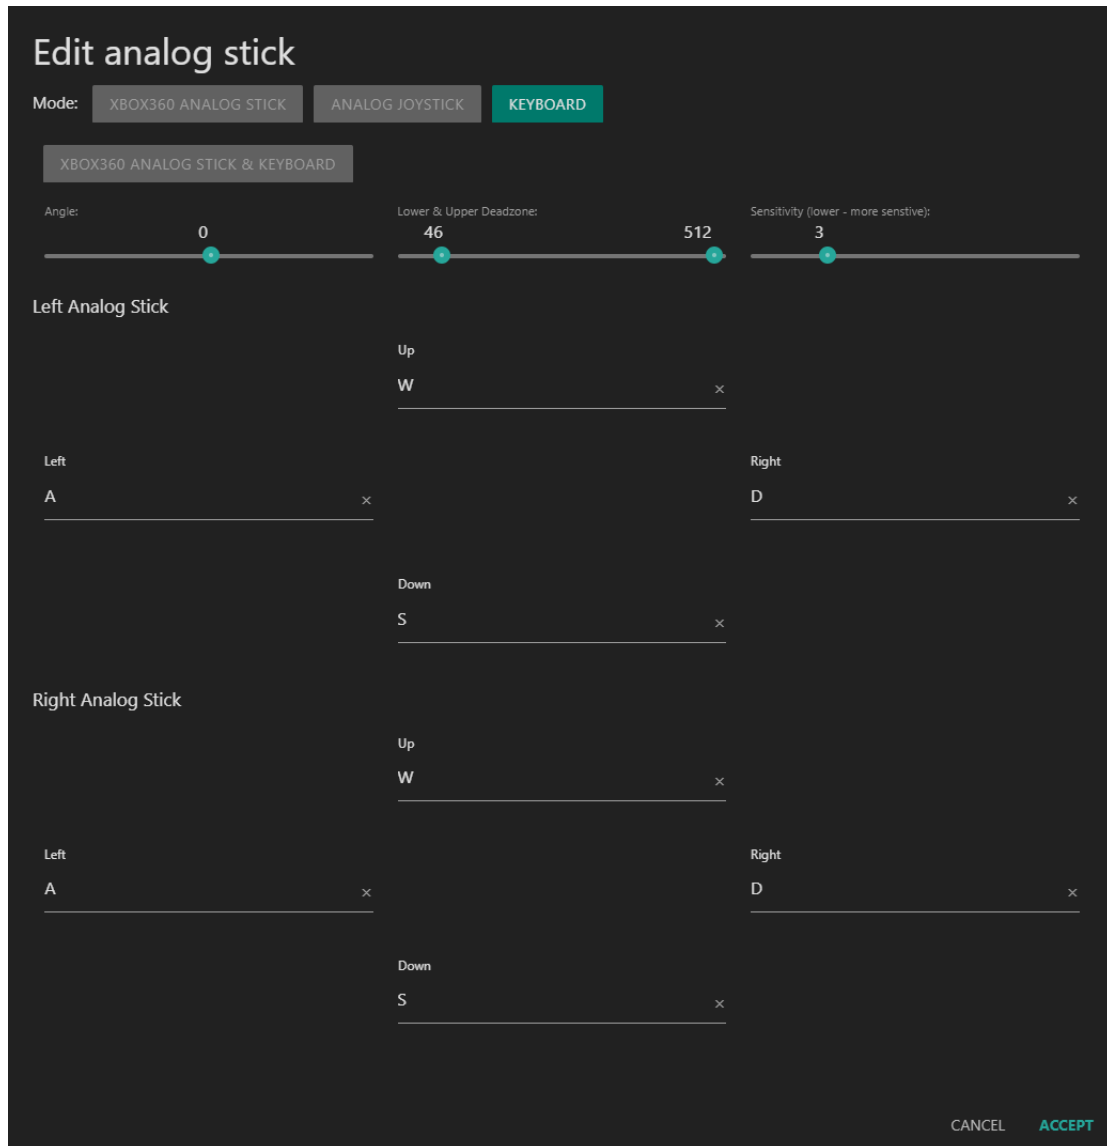 Edit analog stick
Mode: XBOX360 ANALOG STICK ANALOG JOYSTICK KEYBOARD
XBOX360 ANALOG STICK & KEYBOARD
Angle: Lower & Upper Deadzone: Sensitivity (lower - more senstive):
0 46 512 3
Left Analog Stick
Up
W ×
Left Right
A × D ×
Down
S ×
Right Analog Stick
Up
W ×
Left Right
A × D ×
Down
S ×
CANCEL ACCEPT